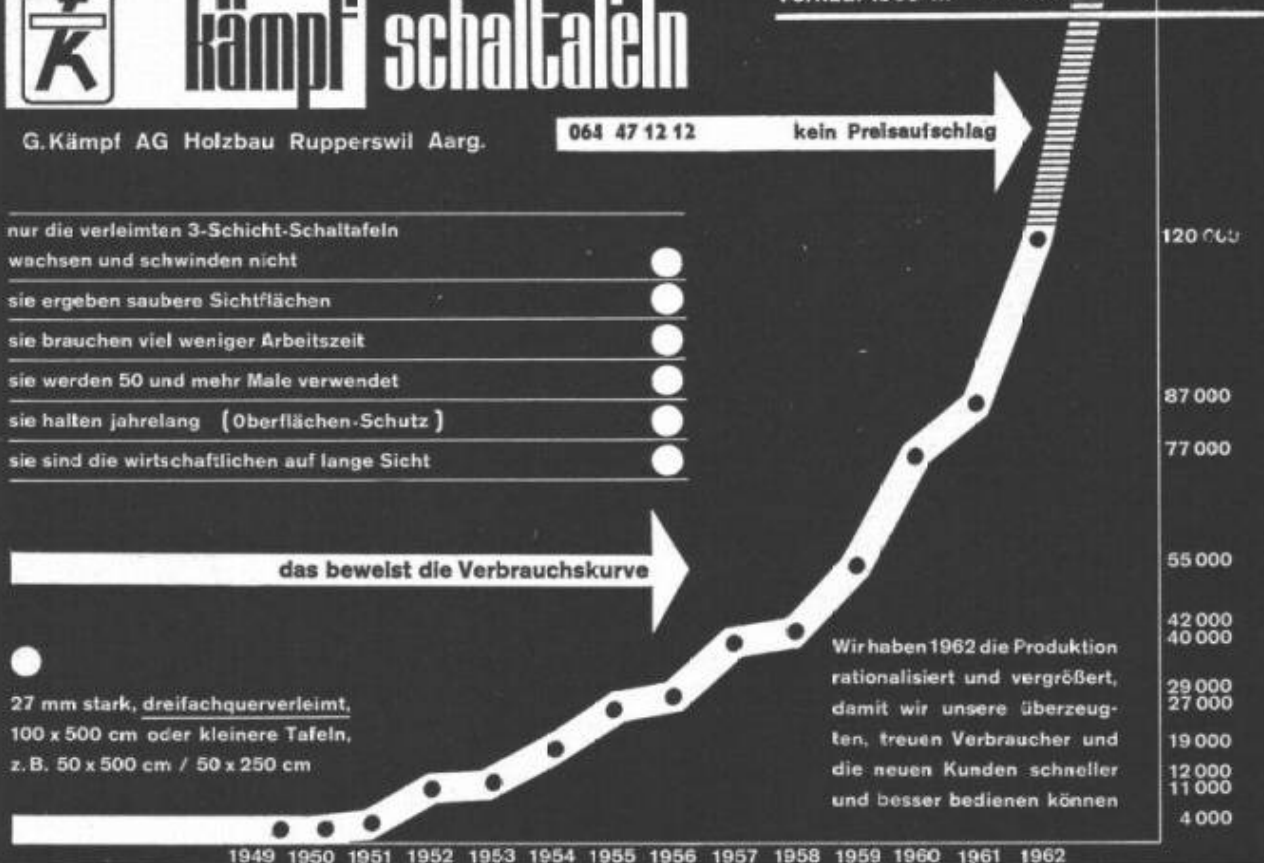 K
kämpf schaltafeln
G.Kämpf AG Holzbau Rupperswil Aarg.
064 47 12 12 kein Preisaufschlag
nur die verleimten 3-Schicht-Schaltafeln
wachsen und schwinden nicht
sie ergeben saubere Sichtflächen
sie brauchen viel weniger Arbeitszeit
sie werden 50 und mehr Male verwendet
sie halten jahrelang (Oberflächen-Schutz)
sie sind die wirtschaftlichen auf lange Sicht
das beweist die Verbrauchskurve
27 mm stark, dreifachquerverleimt,
100 x 500 cm oder kleinere Tafeln,
z.B. 50 x 500 cm / 50 x 250 cm
Wir haben 1962 die Produktion
rationalisiert und vergrößert,
damit wir unsere überzeug-
ten, treuen Verbraucher und
die neuen Kunden schneller
und besser bedienen können
120 000
87 000
77 000
55 000
42 000
40 000
29 000
27 000
19 000
12 000
11 000
4 000
1949 1950 1951 1952 1953 1954 1955 1956 1957 1958 1959 1960 1961 1962